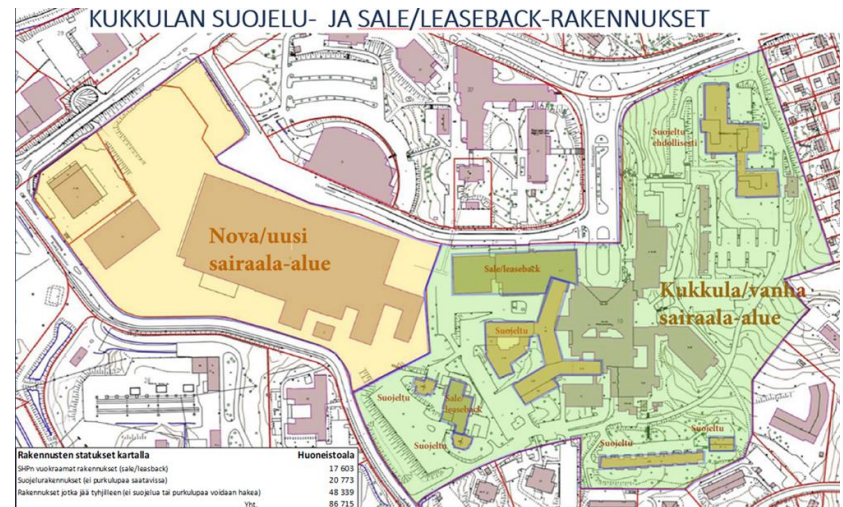 KUKKULAN SUOJELU- JA SALE/LEASEBACK-RAKENNUKSET
Suojeltu
ehdollisesti
Nova/uusi
sairaala-alue
Sale/leaseback
Kukkula/vanha
sairaala-alue
Suojeltu
Suojeltu
Sale/
leaseback
Suojeltu
Suojeltu
Suojeltu
Rakennusten statukset kartalla Huoneistoala
SHPn vuokraamat rakennukset (sale/leasback) 17 603
Suojelurakennukset (ei purkulupaa saatavissa) 20 773
Rakennukset jotka jää tyhjilleen (ei suojelua tai purkulupaa voidaan hakea) 48 339
Yht. 86 715